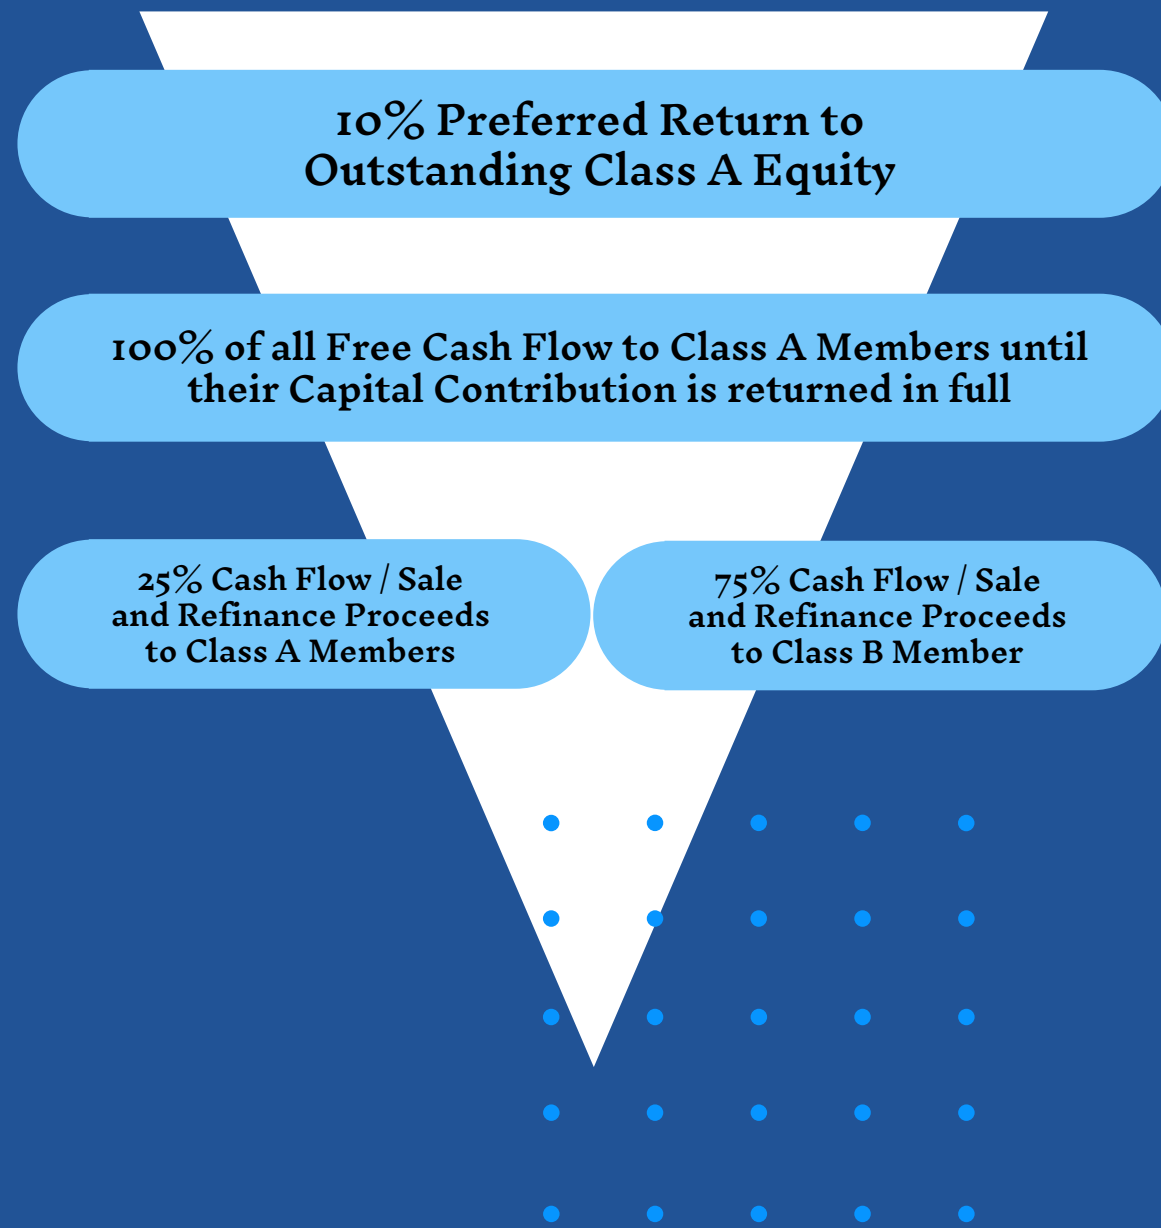 10% Preferred Return to
Outstanding Class A Equity
100% of all Free Cash Flow to Class A Members until
their Capital Contribution is returned in full
25% Cash Flow / Sale
and Refinance Proceeds
to Class A Members
75% Cash Flow / Sale
and Refinance Proceeds
to Class B Member